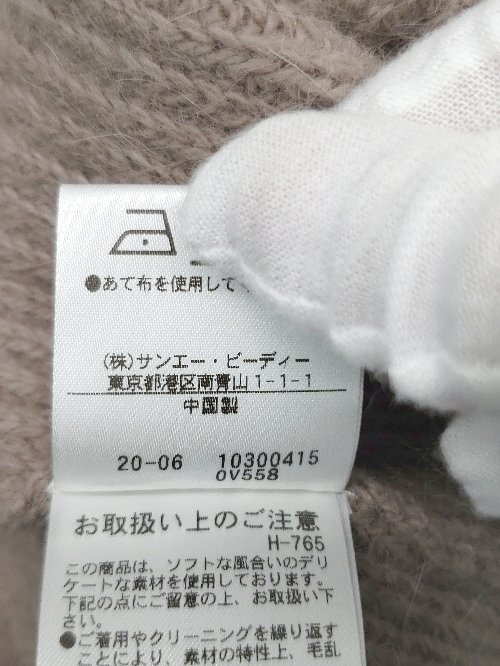 ●あて布を使用して
(株)サンエー・ビーディー
東京都港区南青山1-1-1
中国製
20-06 10300415
0V558
お取扱い上のご注意
H-765
この商品は、ソフトな風合いのデリ
ケートな素材を使用しております。
下記の点にご留意の上、お取扱い下
さい。
●ご着用やクリーニングを繰り返す
ことにより、素材の特性上、毛乱